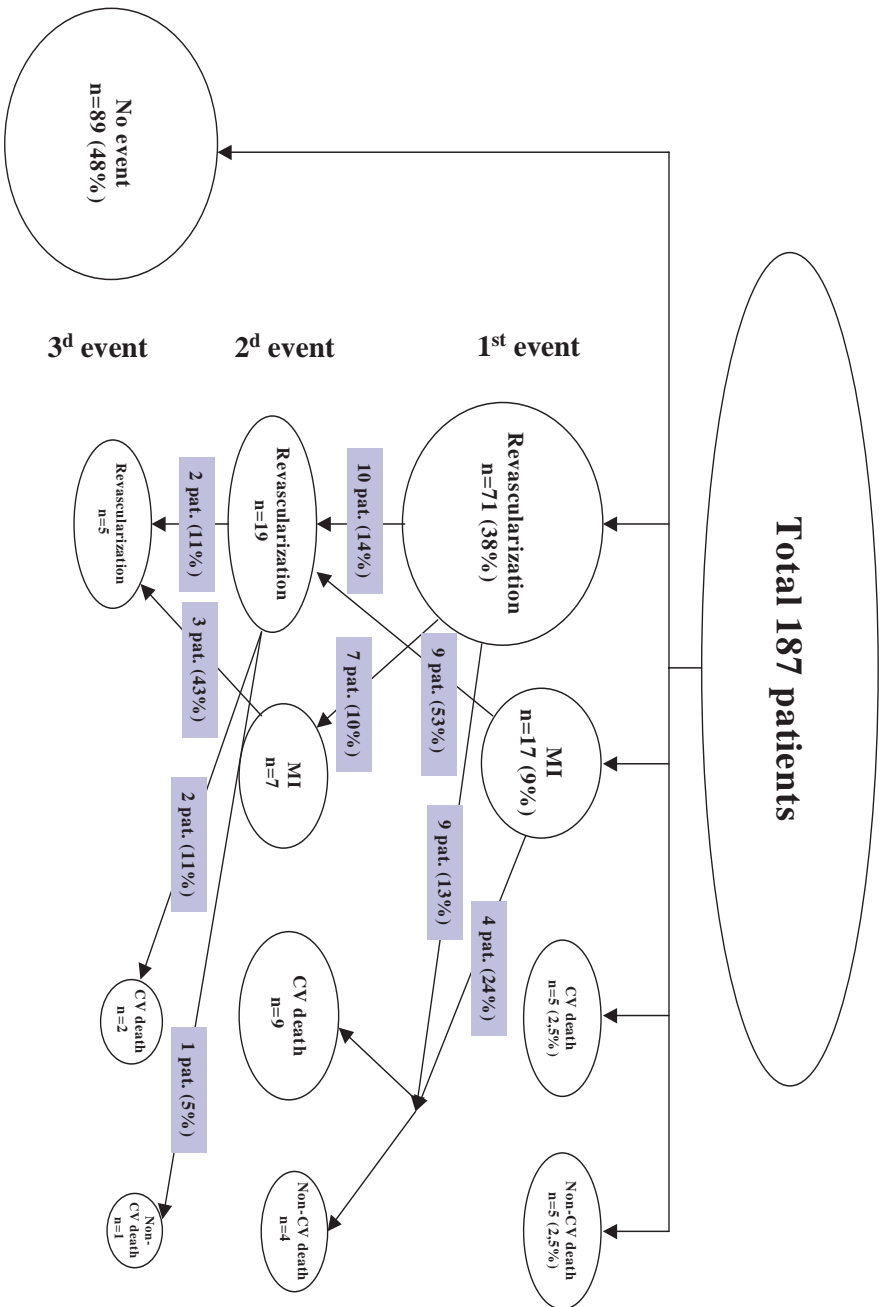 Total 187 patients
No event
n=89 (48%)
1st event
Revascularization
n=71 (38%)
MI
n=17 (9%)
CV death
n=5 (2,5%)
Non-CV death
n=5 (2,5%)
10 pat. (14%)
7 pat. (10%)
9 pat. (53%)
9 pat. (13%)
4 pat. (24%)
2d event
Revascularization
n=19
MI
n=7
CV death
n=9
Non-CV death
n=4
2 pat. (11%)
3 pat. (43%)
2 pat. (11%)
1 pat. (5%)
3d event
Revascularization
n=5
CV death
n=2
Non-
CV death
n=1